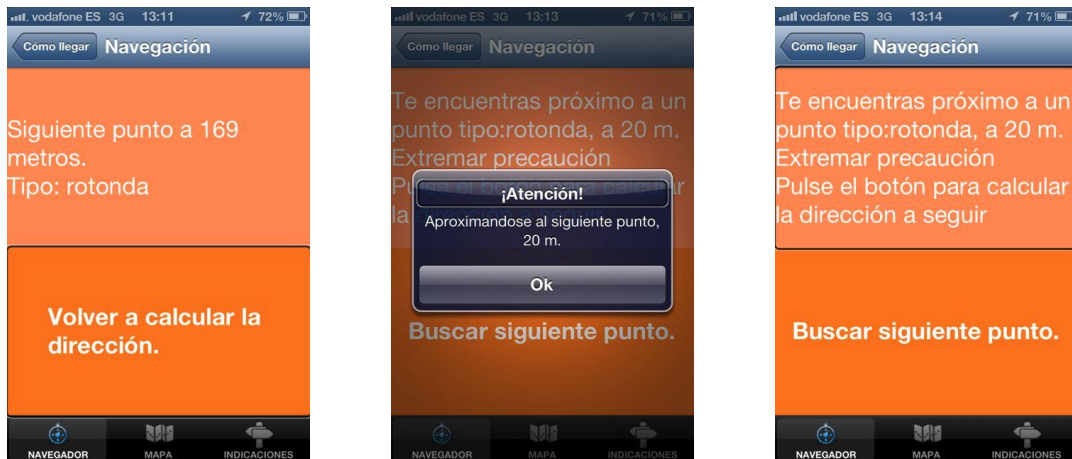 vodafone ES 3G 13:11 72%
Cómo llegar Navegación
Siguiente punto a 169
metros.
Tipo: rotonda
Volver a calcular la
dirección.
NAVEGADOR MAPA INDICACIONES
vodafone ES 3G 13:13 71%
Cómo llegar Navegación
Te encuentras próximo a un
punto tipo:rotonda, a 20 m.
Extremar precaución
¡Atención!
Aproximandose al siguiente punto,
20 m.
Ok
Buscar siguiente punto.
NAVEGADOR MAPA INDICACIONES
vodafone ES 3G 13:14 71%
Cómo llegar Navegación
Te encuentras próximo a un
punto tipo:rotonda, a 20 m.
Extremar precaución
Pulse el botón para calcular
la dirección a seguir
Buscar siguiente punto.
NAVEGADOR MAPA INDICACIONES